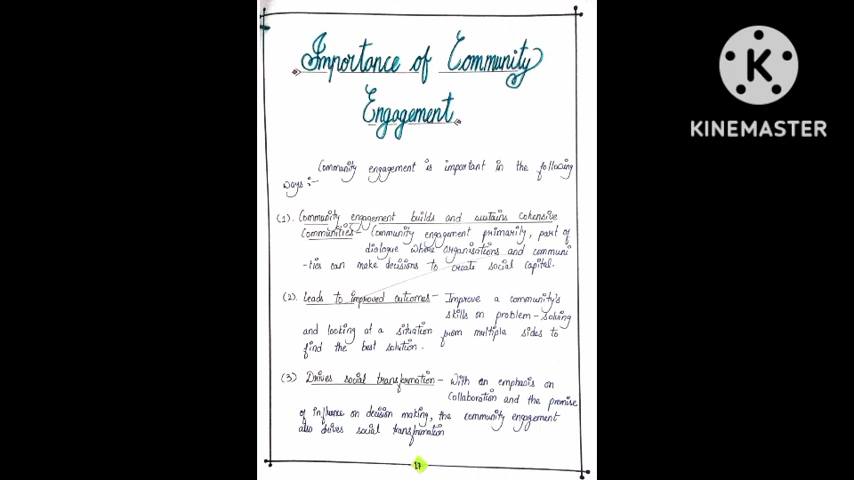 Importance of Community
Engagement
Community engagement is important in the following
ways :-
(1). Community engagement builds and sustains cohensive
Communities - Community engagement primarily, part of
dialogue where organisations and communi
-ties can make decisions to create social capital.
(2). Leads to improved outcomes - Improve a community's
skills on problem - solving
and looking at a situation from multiple sides to
find the best solution.
(3) Drives social transformation - With an emphasis on
collaboration and the promise
of influence on decision making, the community engagement
also drives social transformation
K
KINEMASTER